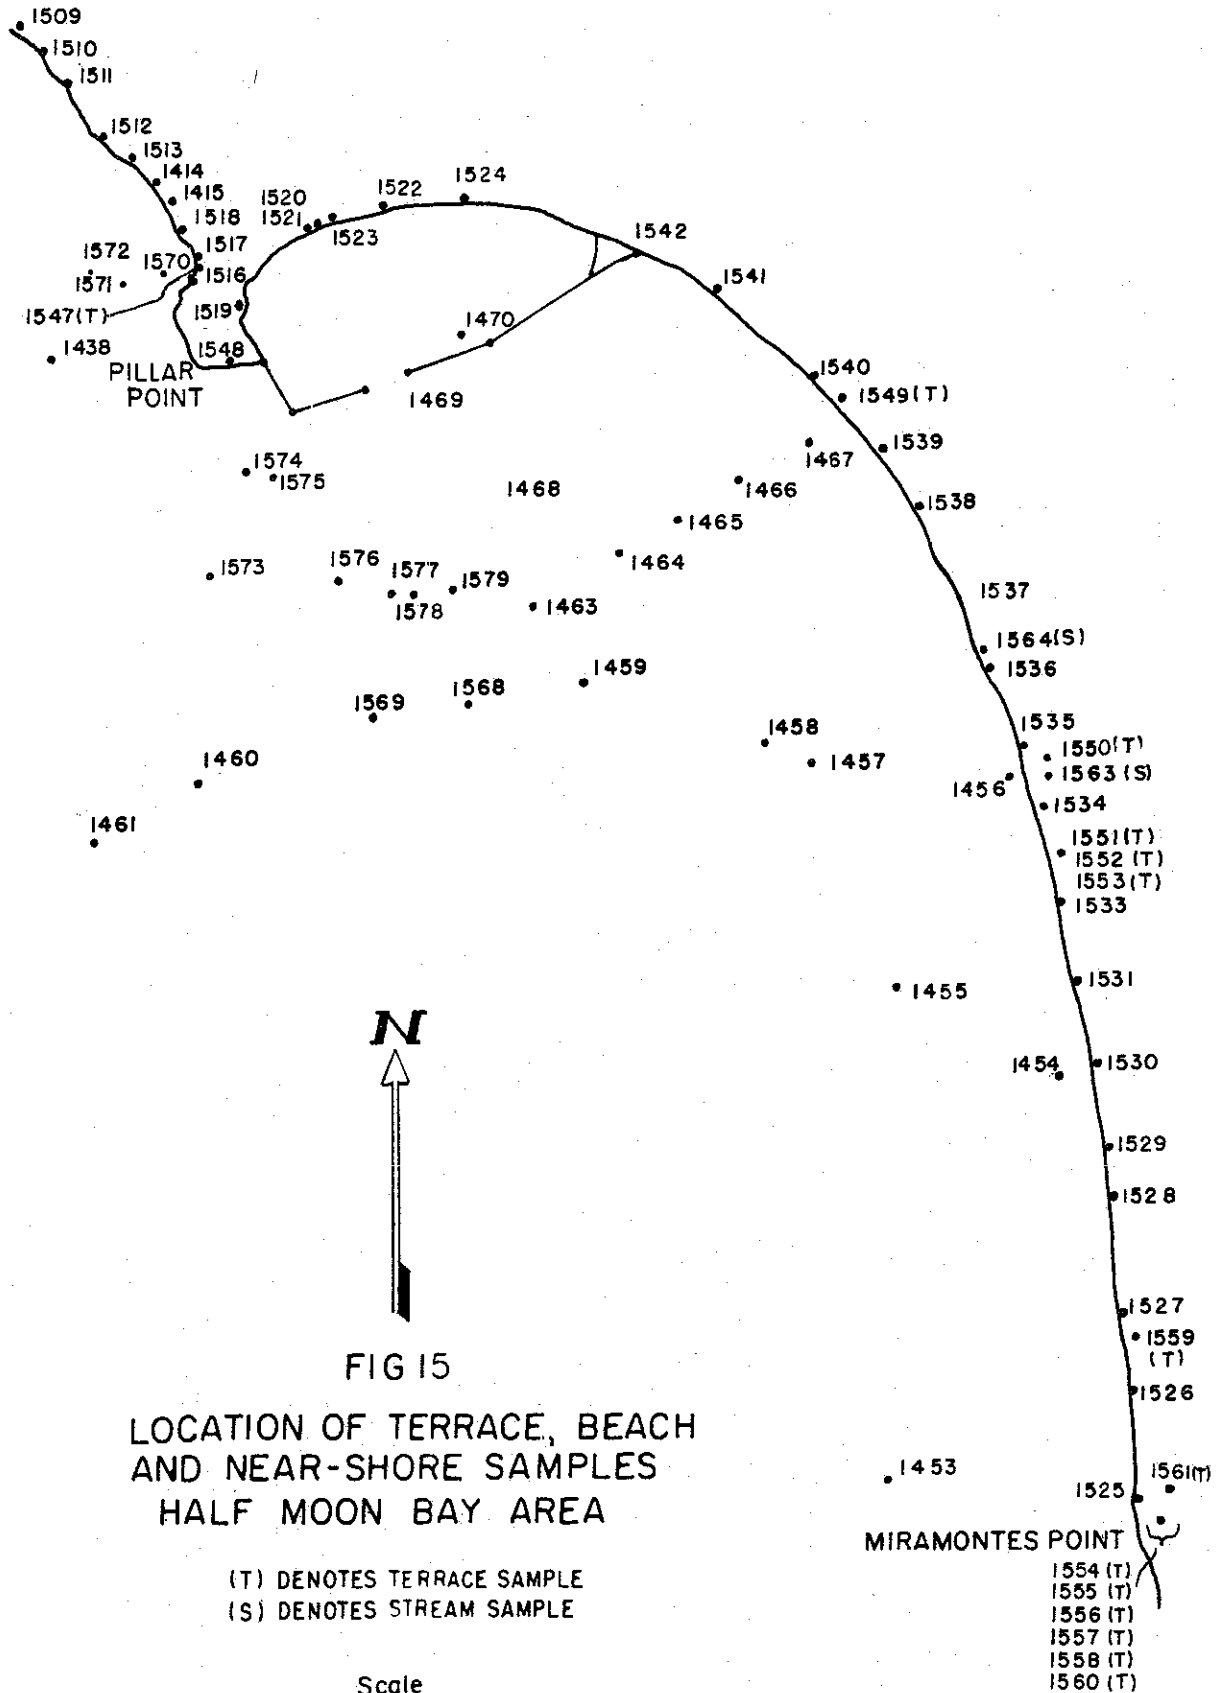 1509
1510
1511
1512
1513
1414
1415
1518
1517
1572
1570
1571
1516
1547(T)
1438
PILLAR
POINT
1548
1519
1520
1521
1523
1522
1524
1542
1541
1470
1469
1540
1549(T)
1539
1467
1466
1538
1468
1465
1464
1574
1575
1573
1576
1577
1578
1579
1463
1537
1564(S)
1536
1459
1568
1569
1460
1461
1458
1457
1535
1550(T)
1563(S)
1456
1534
1551(T)
1552(T)
1553(T)
1533
1531
1455
1454
1530
1529
1528
1527
1559
(T)
1526
1453
1525
1561(T)
MIRAMONTES POINT
1554(T)
1555(T)
1556(T)
1557(T)
1558(T)
1560(T)
N
FIG 15
LOCATION OF TERRACE, BEACH
AND NEAR-SHORE SAMPLES
HALF MOON BAY AREA
(T) DENOTES TERRACE SAMPLE
(S) DENOTES STREAM SAMPLE
Scale